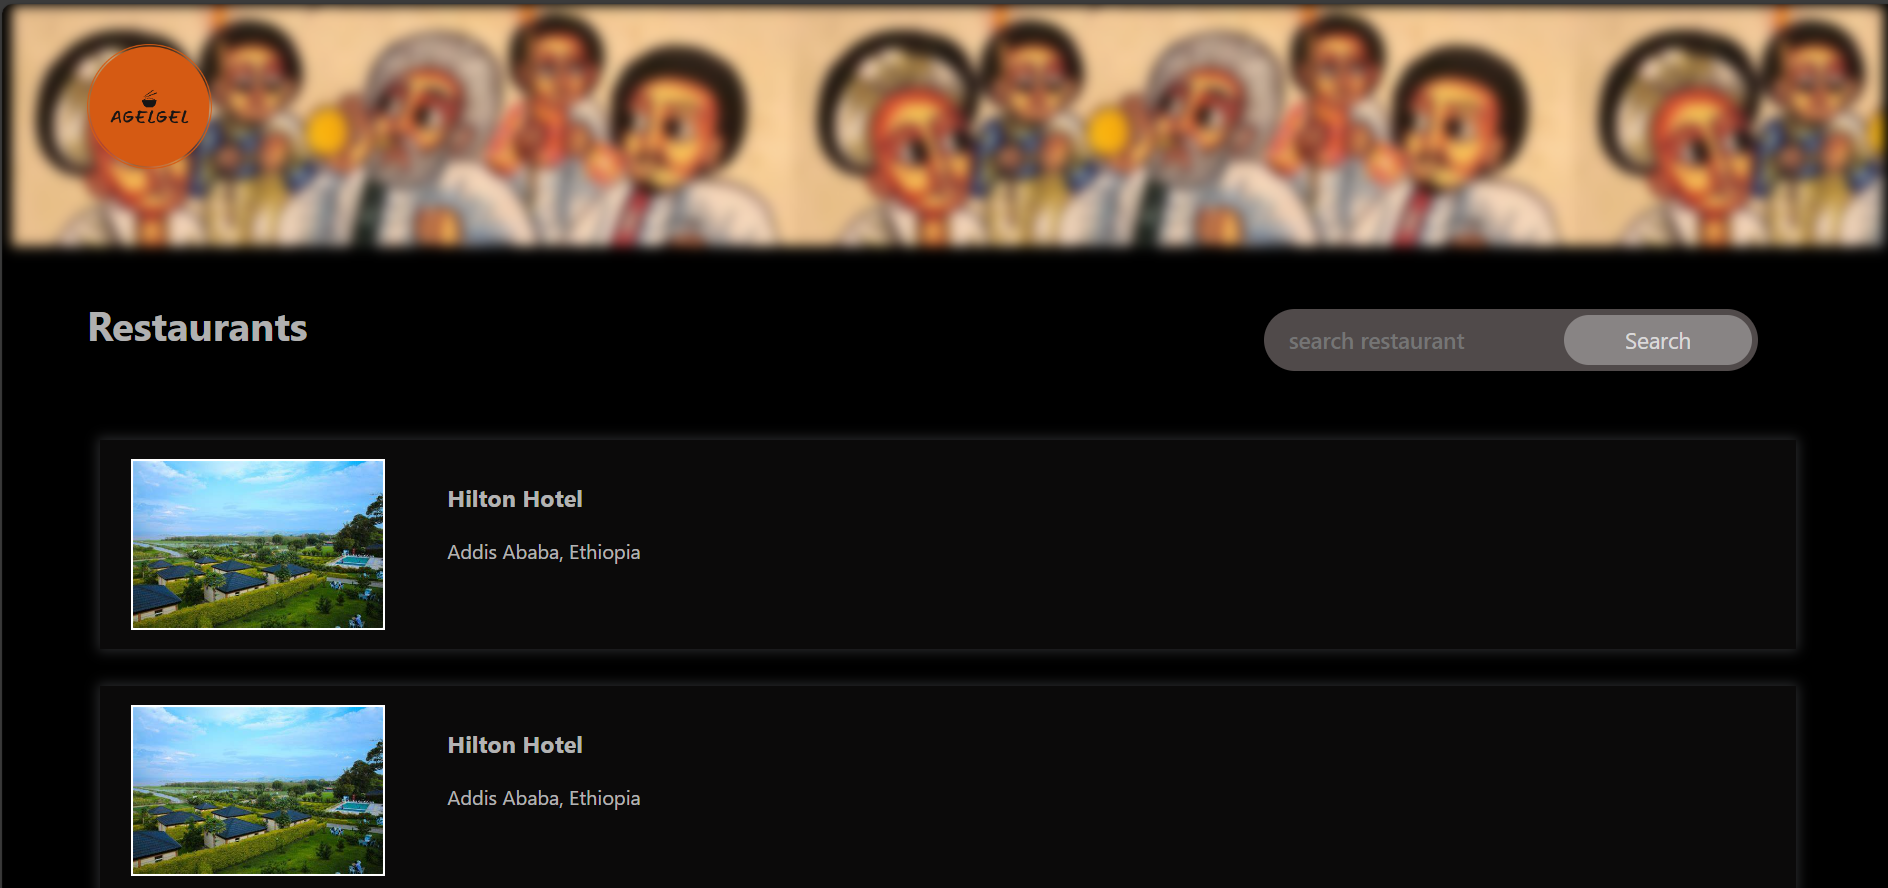 AGELGEL
Restaurants
search restaurant
Search
Hilton Hotel
Addis Ababa, Ethiopia
Hilton Hotel
Addis Ababa, Ethiopia